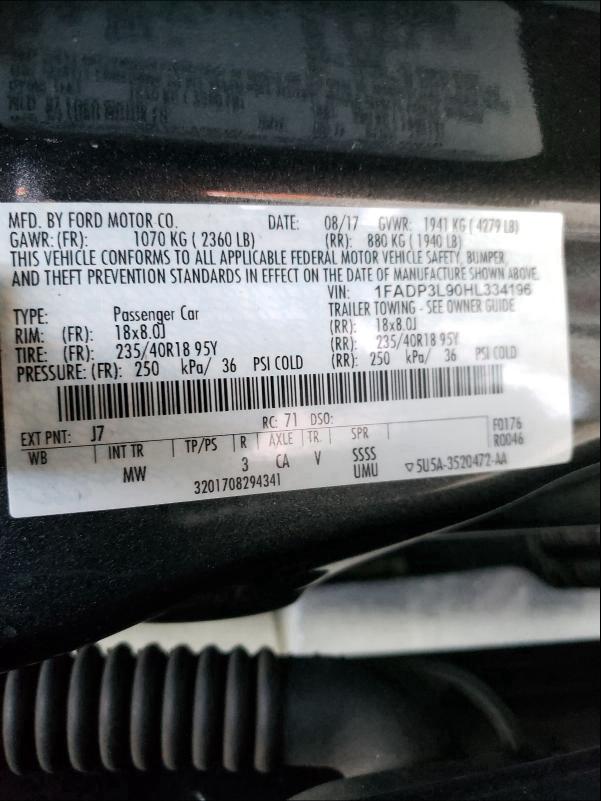 MFD. BY FORD MOTOR CO. DATE: 08/17 GVWR: 1941 KG ( 4279 LB)
GAWR:(FR): 1070 KG ( 2360 LB) (RR): 880 KG ( 1940 LB)
THIS VEHICLE CONFORMS TO ALL APPLICABLE FEDERAL MOTOR VEHICLE SAFETY, BUMPER,
AND THEFT PREVENTION STANDARDS IN EFFECT ON THE DATE OF MANUFACTURE SHOWN ABOVE.
VIN: 1FADP3L90HL334196
TYPE: Passenger Car TRAILER TOWING - SEE OWNER GUIDE
RIM: (FR): 18x8.0J (RR): 18x8.0J
TIRE: (FR): 235/40R18 95Y (RR): 235/40R18 95Y
PRESSURE: (FR): 250 kPa/ 36 PSI COLD (RR): 250 kPa/ 36 PSI COLD
RC: 71 DSO: F0176
EXT PNT: J7 R0046
WB INT TR TP/PS R AXLE TR. SPR
MW 3 CA V SSSS
UMU ▽5U5A-3520472-AA
3201708294341